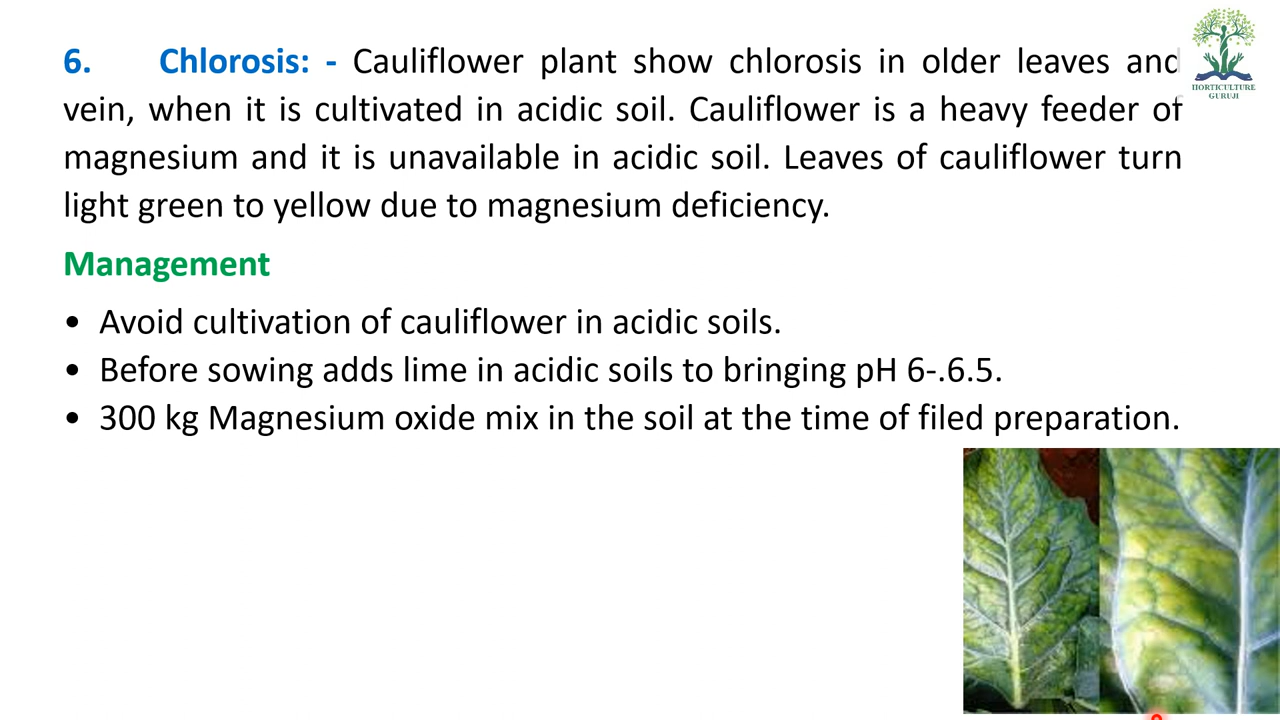 6. Chlorosis: - Cauliflower plant show chlorosis in older leaves and
vein, when it is cultivated in acidic soil. Cauliflower is a heavy feeder of
magnesium and it is unavailable in acidic soil. Leaves of cauliflower turn
light green to yellow due to magnesium deficiency.
Management
• Avoid cultivation of cauliflower in acidic soils.
• Before sowing adds lime in acidic soils to bringing pH 6-.6.5.
• 300 kg Magnesium oxide mix in the soil at the time of filed preparation.
HORTICULTURE
GURUJI